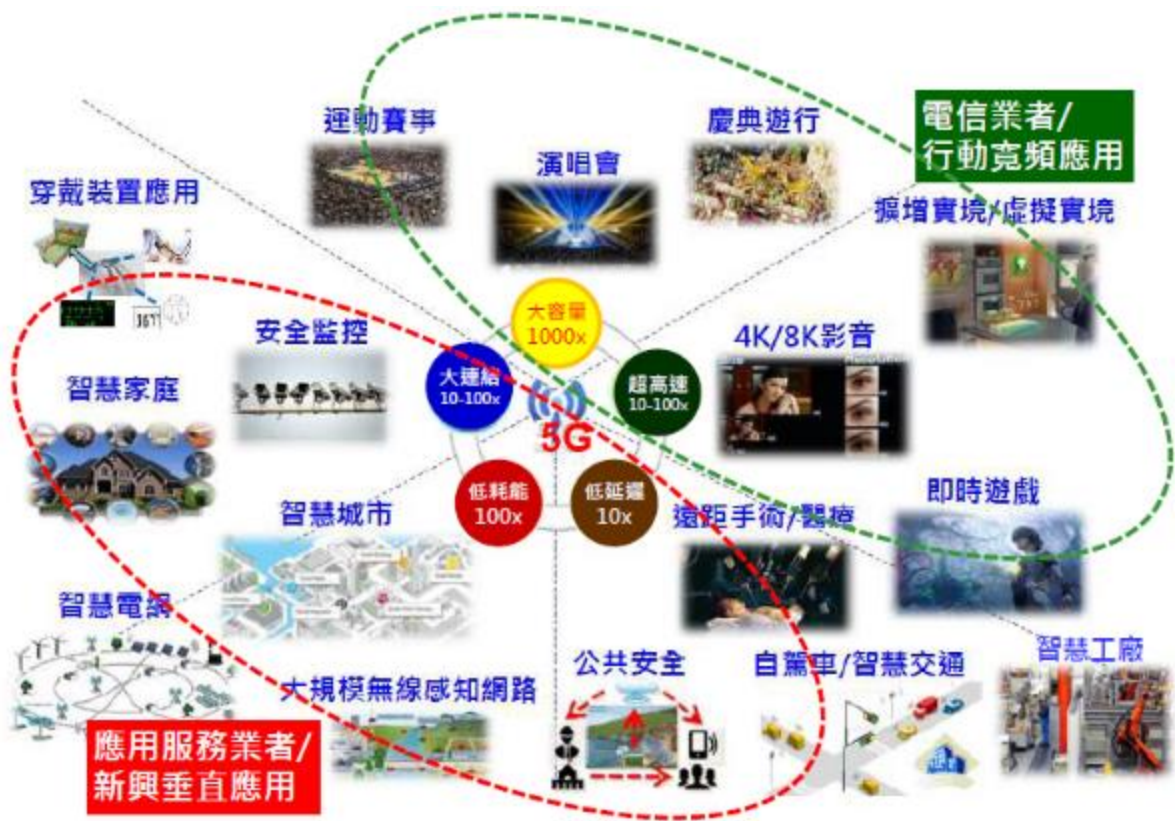 運動賽事
慶典遊行
電信業者/
行動寬頻應用
演唱會
穿戴裝置應用
擴增實境/虛擬實境
大容量
1000x
安全監控
4K/8K影音
大連結
10-100x
超高速
10-100x
智慧家庭
5G
低耗能
100x
低延遲
10x
智慧城市
遠距手術/醫療
即時遊戲
智慧電網
公共安全
自駕車/智慧交通
智慧工廠
大規模無線感知網路
應用服務業者/
新興垂直應用